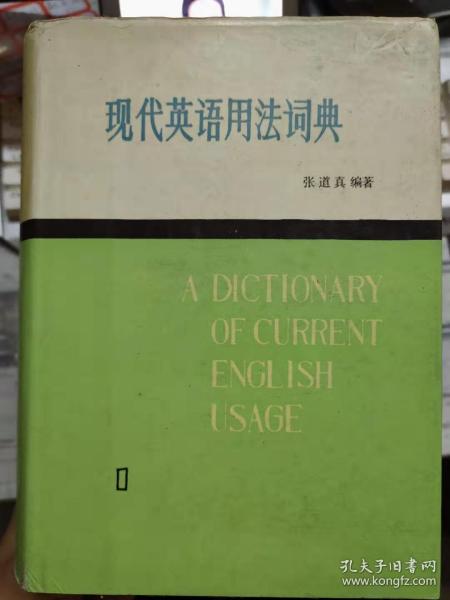 现代英语用法词典
张道真 编著
A DICTIONARY
OF CURRENT
ENGLISH
USAGE
孔夫子旧书网
www.kongfz.com